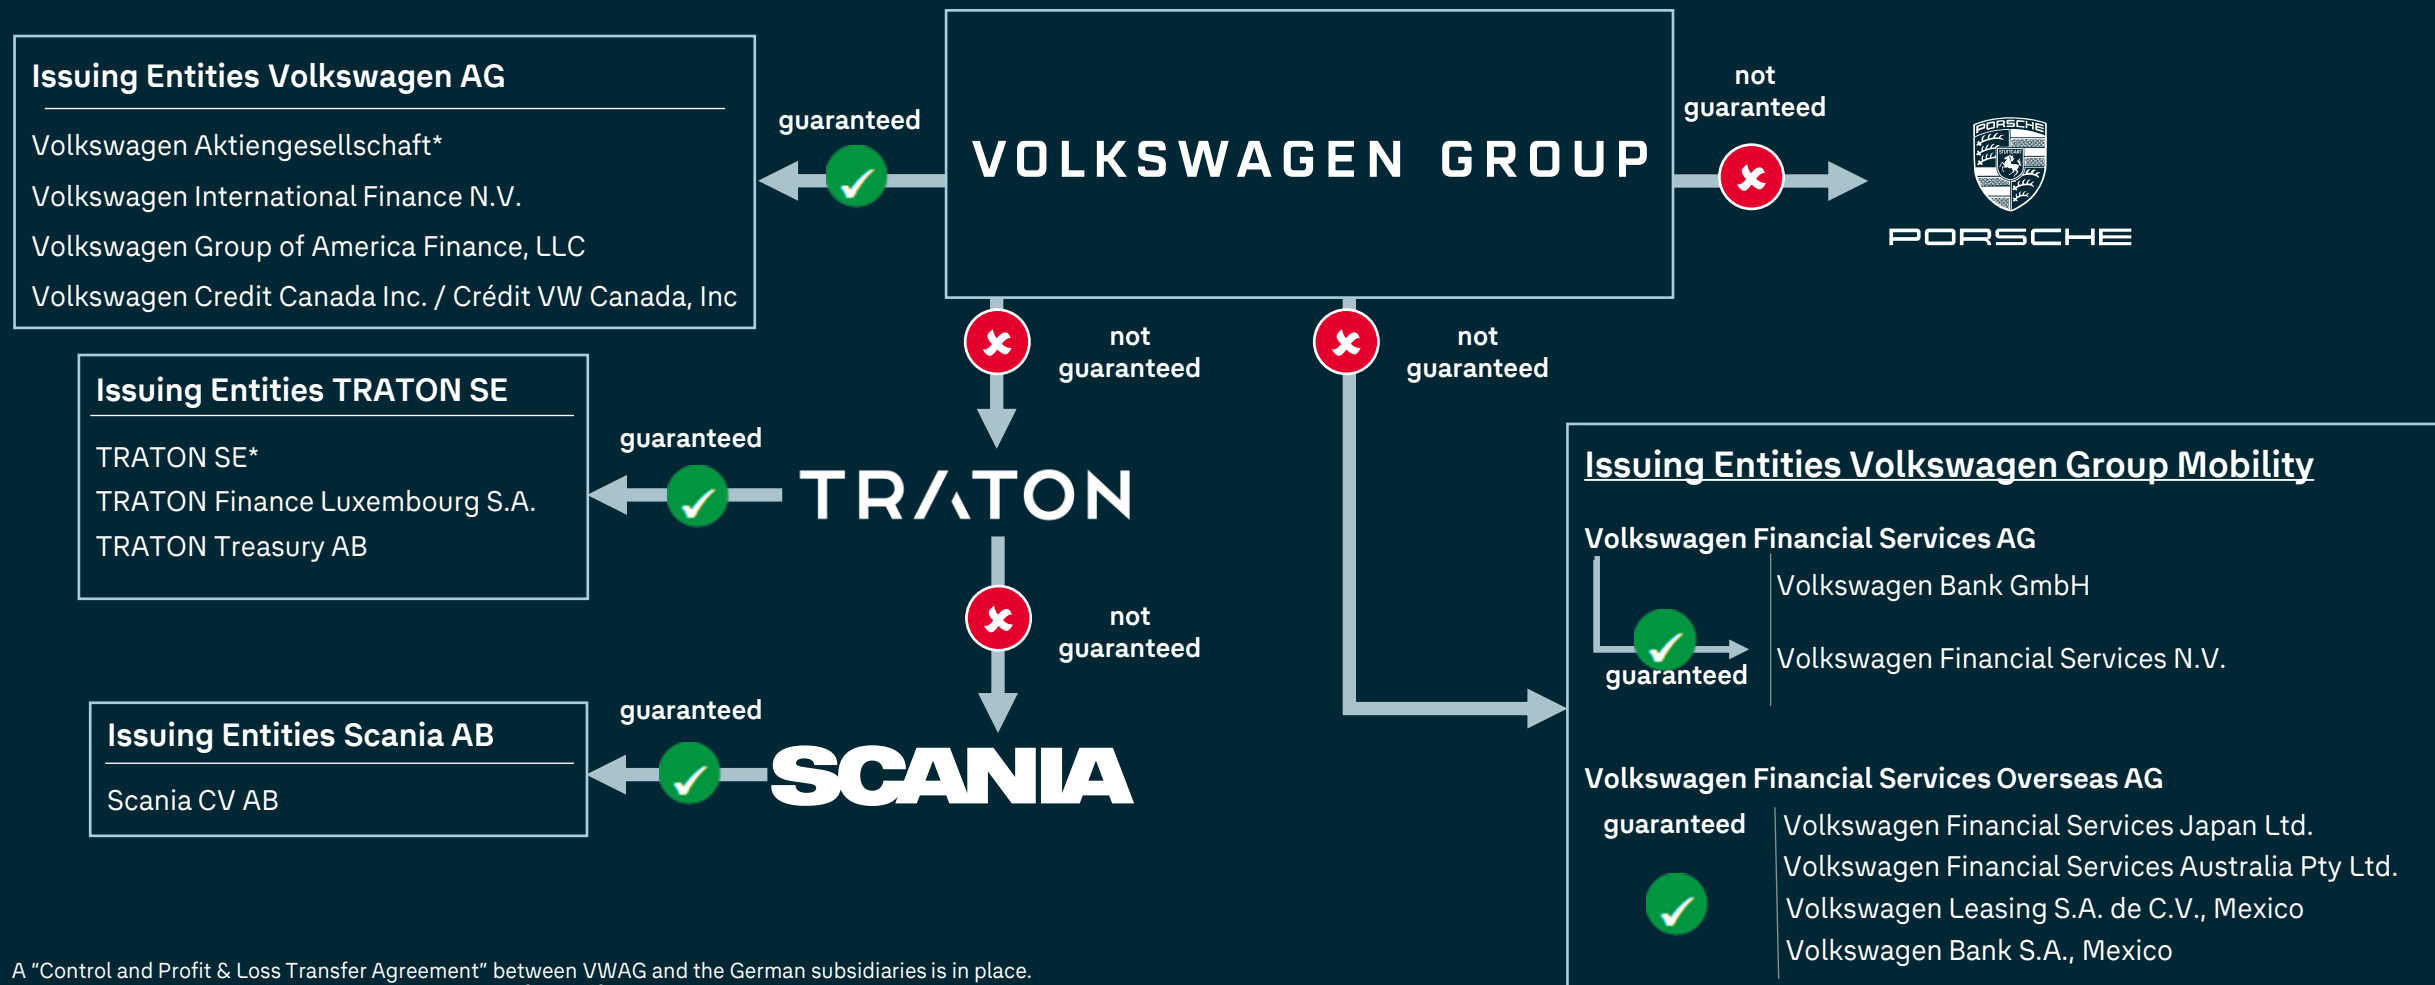 Issuing Entities Volkswagen AG
Volkswagen Aktiengesellschaft*
Volkswagen International Finance N.V.
Volkswagen Group of America Finance, LLC
Volkswagen Credit Canada Inc. / Crédit VW Canada, Inc
guaranteed
VOLKSWAGEN GROUP
not
guaranteed
PORSCHE
STUTTGART
PORSCHE
not
guaranteed
not
guaranteed
Issuing Entities TRATON SE
TRATON SE*
TRATON Finance Luxembourg S.A.
TRATON Treasury AB
guaranteed
TRATON
not
guaranteed
Issuing Entities Scania AB
Scania CV AB
guaranteed
SCANIA
Issuing Entities Volkswagen Group Mobility
Volkswagen Financial Services AG
Volkswagen Bank GmbH
guaranteed
Volkswagen Financial Services N.V.
Volkswagen Financial Services Overseas AG
guaranteed
Volkswagen Financial Services Japan Ltd.
Volkswagen Financial Services Australia Pty Ltd.
Volkswagen Leasing S.A. de C.V., Mexico
Volkswagen Bank S.A., Mexico
A "Control and Profit & Loss Transfer Agreement" between VWAG and the German subsidiaries is in place.